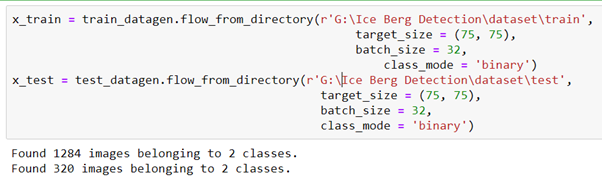 x_train = train_datagen.flow_from_directory(r'G:\Ice Berg Detection\dataset\train',
target_size = (75, 75),
batch_size = 32,
class_mode = 'binary')
x_test = test_datagen.flow_from_directory(r'G:\Ice Berg Detection\dataset\test',
target_size = (75, 75),
batch_size = 32,
class_mode = 'binary')
Found 1284 images belonging to 2 classes.
Found 320 images belonging to 2 classes.